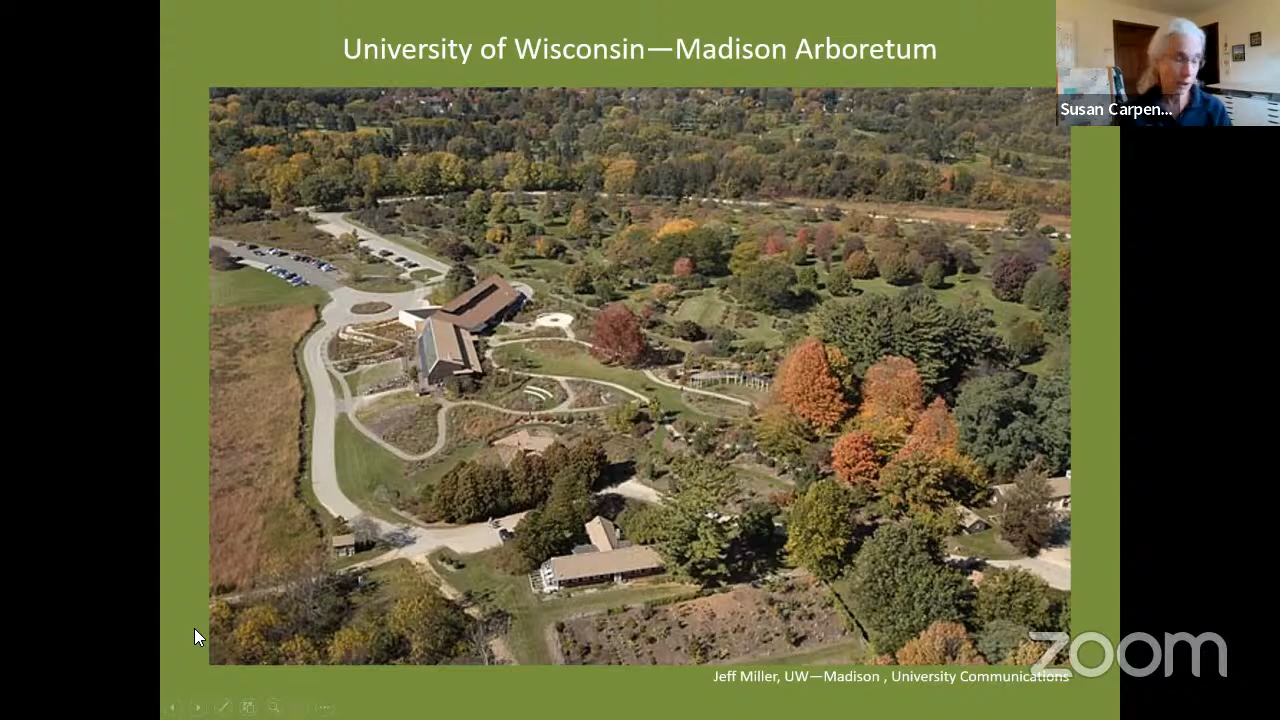 University of Wisconsin—Madison Arboretum
Susan Carpen...
Jeff Miller, UW—Madison , University Communications
zoom